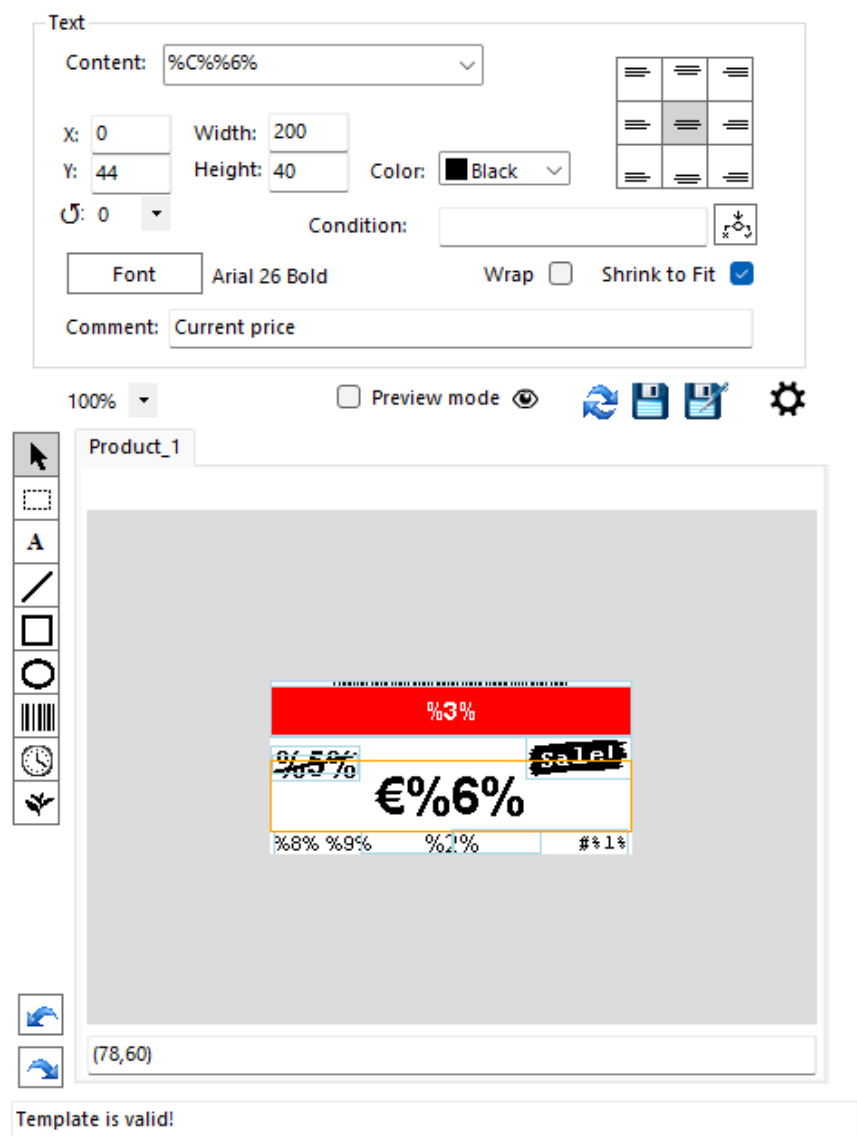 Text
Content: %C%%6%
X: 0 Width: 200
Y: 44 Height: 40 Color: Black
: 0 Condition:
Font Arial 26 Bold Wrap Shrink to Fit
Comment: Current price
100% Preview mode
Product_1
A
%3%
%5% Sale!
€%6%
%8% %9% %2% #%1%
(78,60)
Template is valid!